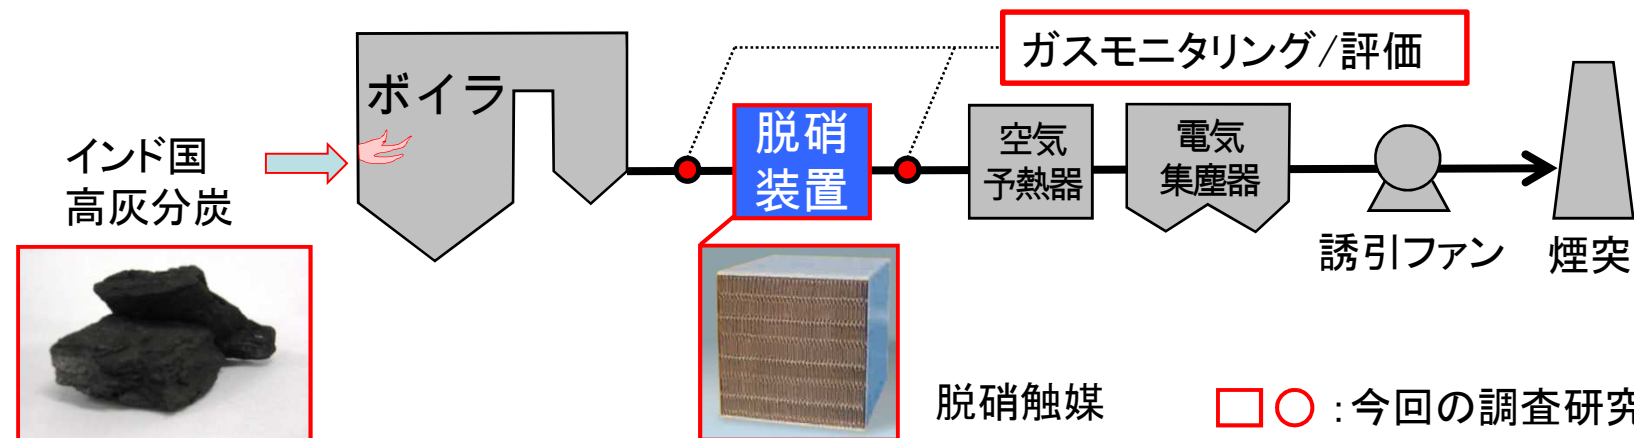 ガスモニタリング/評価
ボイラ
インド国
高灰分炭
脱硝
装置
空気
予熱器
電気
集塵器
誘引ファン
煙突
脱硝触媒
:今回の調査研究